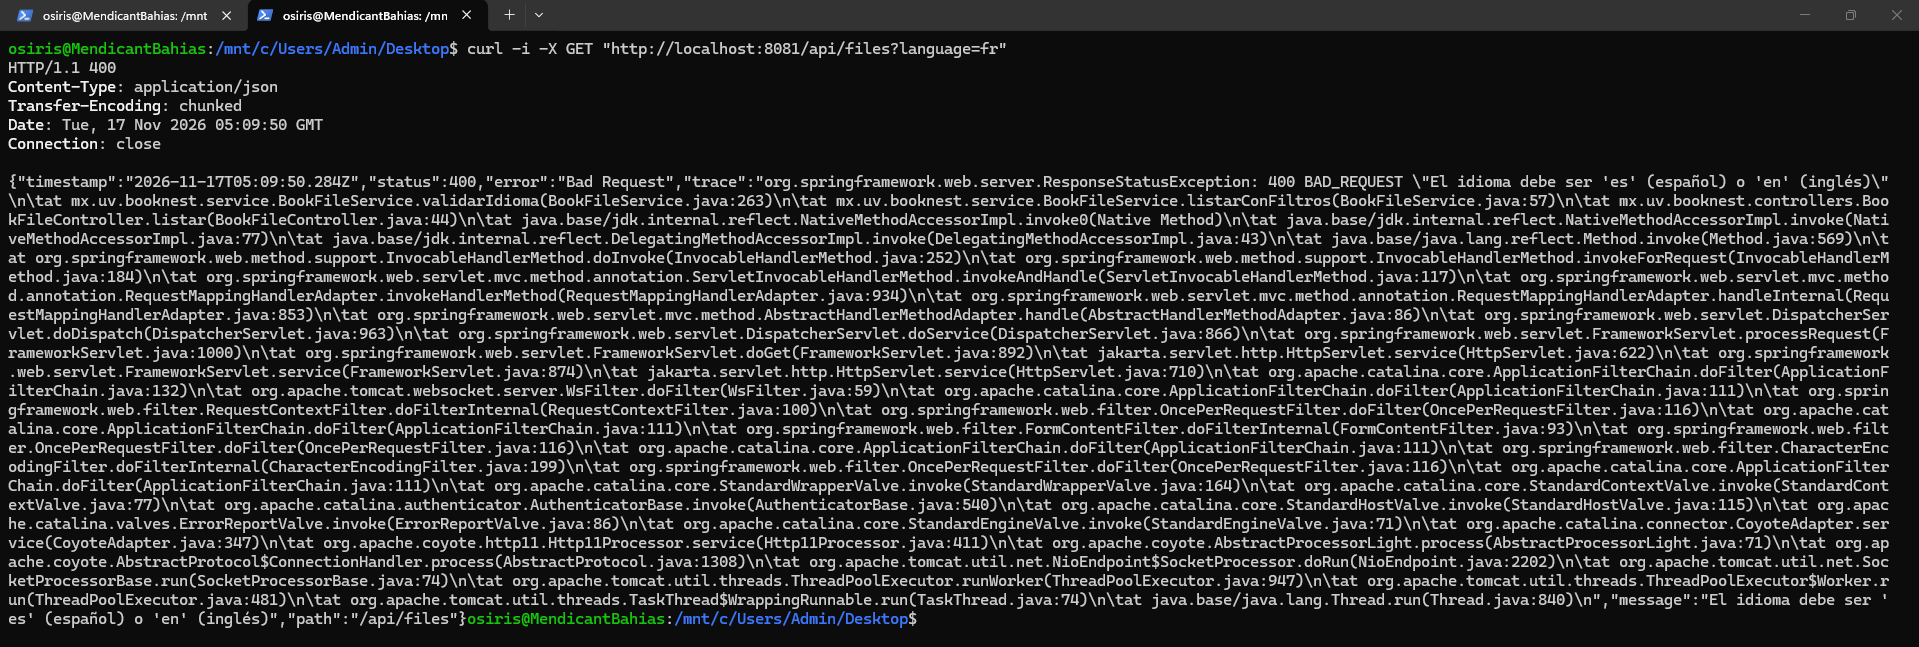 osiris@MendicantBahias: /mnt
osiris@MendicantBahias: /mn
osiris@MendicantBahias:/mnt/c/Users/Admin/Desktop$ curl -i -X GET "http://localhost:8081/api/files?language=fr"
HTTP/1.1 400
Content-Type: application/json
Transfer-Encoding: chunked
Date: Tue, 17 Nov 2026 05:09:50 GMT
Connection: close
{"timestamp":"2026-11-17T05:09:50.284Z","status":400,"error":"Bad Request","trace":"org.springframework.web.server.ResponseStatusException: 400 BAD_REQUEST \"El idioma debe ser 'es' (español) o 'en' (inglés)\"
\n\tat mx.uv.booknest.service.BookFileService.validarIdioma(BookFileService.java:263)\n\tat mx.uv.booknest.service.BookFileService.listarConFiltros(BookFileService.java:57)\n\tat mx.uv.booknest.controllers.Boo
kFileController.listar(BookFileController.java:44)\n\tat java.base/jdk.internal.reflect.NativeMethodAccessorImpl.invoke0(Native Method)\n\tat java.base/jdk.internal.reflect.NativeMethodAccessorImpl.invoke(Nati
veMethodAccessorImpl.java:77)\n\tat java.base/jdk.internal.reflect.DelegatingMethodAccessorImpl.invoke(DelegatingMethodAccessorImpl.java:43)\n\tat java.base/java.lang.reflect.Method.invoke(Method.java:569)\n\t
at org.springframework.web.method.support.InvocableHandlerMethod.doInvoke(InvocableHandlerMethod.java:252)\n\tat org.springframework.web.method.support.InvocableHandlerMethod.invokeForRequest(InvocableHandlerM
ethod.java:184)\n\tat org.springframework.web.servlet.mvc.method.annotation.ServletInvocableHandlerMethod.invokeAndHandle(ServletInvocableHandlerMethod.java:117)\n\tat org.springframework.web.servlet.mvc.metho
d.annotation.RequestMappingHandlerAdapter.invokeHandlerMethod(RequestMappingHandlerAdapter.java:934)\n\tat org.springframework.web.servlet.mvc.method.annotation.RequestMappingHandlerAdapter.handleInternal(Requ
estMappingHandlerAdapter.java:853)\n\tat org.springframework.web.servlet.mvc.method.AbstractHandlerMethodAdapter.handle(AbstractHandlerMethodAdapter.java:86)\n\tat org.springframework.web.servlet.DispatcherSer
vlet.doDispatch(DispatcherServlet.java:963)\n\tat org.springframework.web.servlet.DispatcherServlet.doService(DispatcherServlet.java:866)\n\tat org.springframework.web.servlet.FrameworkServlet.processRequest(F
rameworkServlet.java:1000)\n\tat org.springframework.web.servlet.FrameworkServlet.doGet(FrameworkServlet.java:892)\n\tat jakarta.servlet.http.HttpServlet.service(HttpServlet.java:622)\n\tat org.springframework
.web.servlet.FrameworkServlet.service(FrameworkServlet.java:874)\n\tat jakarta.servlet.http.HttpServlet.service(HttpServlet.java:710)\n\tat org.apache.catalina.core.ApplicationFilterChain.doFilter(ApplicationF
ilterChain.java:132)\n\tat org.apache.tomcat.websocket.server.WsFilter.doFilter(WsFilter.java:59)\n\tat org.apache.catalina.core.ApplicationFilterChain.doFilter(ApplicationFilterChain.java:111)\n\tat org.sprin
gframework.web.filter.RequestContextFilter.doFilterInternal(RequestContextFilter.java:100)\n\tat org.springframework.web.filter.OncePerRequestFilter.doFilter(OncePerRequestFilter.java:116)\n\tat org.apache.cat
alina.core.ApplicationFilterChain.doFilter(ApplicationFilterChain.java:111)\n\tat org.springframework.web.filter.FormContentFilter.doFilterInternal(FormContentFilter.java:93)\n\tat org.springframework.web.filt
er.OncePerRequestFilter.doFilter(OncePerRequestFilter.java:116)\n\tat org.apache.catalina.core.ApplicationFilterChain.doFilter(ApplicationFilterChain.java:111)\n\tat org.springframework.web.filter.CharacterEnc
odingFilter.doFilterInternal(CharacterEncodingFilter.java:199)\n\tat org.springframework.web.filter.OncePerRequestFilter.doFilter(OncePerRequestFilter.java:116)\n\tat org.apache.catalina.core.ApplicationFilter
Chain.doFilter(ApplicationFilterChain.java:111)\n\tat org.apache.catalina.core.StandardWrapperValve.invoke(StandardWrapperValve.java:164)\n\tat org.apache.catalina.core.StandardContextValve.invoke(StandardCont
extValve.java:77)\n\tat org.apache.catalina.authenticator.AuthenticatorBase.invoke(AuthenticatorBase.java:540)\n\tat org.apache.catalina.core.StandardHostValve.invoke(StandardHostValve.java:115)\n\tat org.apac
he.catalina.valves.ErrorReportValve.invoke(ErrorReportValve.java:86)\n\tat org.apache.catalina.core.StandardEngineValve.invoke(StandardEngineValve.java:71)\n\tat org.apache.catalina.connector.CoyoteAdapter.ser
vice(CoyoteAdapter.java:347)\n\tat org.apache.coyote.http11.Http11Processor.service(Http11Processor.java:411)\n\tat org.apache.coyote.AbstractProcessorLight.process(AbstractProcessorLight.java:71)\n\tat org.ap
ache.coyote.AbstractProtocol$ConnectionHandler.process(AbstractProtocol.java:1308)\n\tat org.apache.tomcat.util.net.NioEndpoint$SocketProcessor.doRun(NioEndpoint.java:2202)\n\tat org.apache.tomcat.util.net.Soc
ketProcessorBase.run(SocketProcessorBase.java:74)\n\tat org.apache.tomcat.util.threads.ThreadPoolExecutor.runWorker(ThreadPoolExecutor.java:947)\n\tat org.apache.tomcat.util.threads.ThreadPoolExecutor$Worker.r
un(ThreadPoolExecutor.java:481)\n\tat org.apache.tomcat.util.threads.TaskThread$WrappingRunnable.run(TaskThread.java:74)\n\tat java.base/java.lang.Thread.run(Thread.java:840)\n","message":"El idioma debe ser '
es' (español) o 'en' (inglés)","path":"/api/files"}osiris@MendicantBahias:/mnt/c/Users/Admin/Desktop$